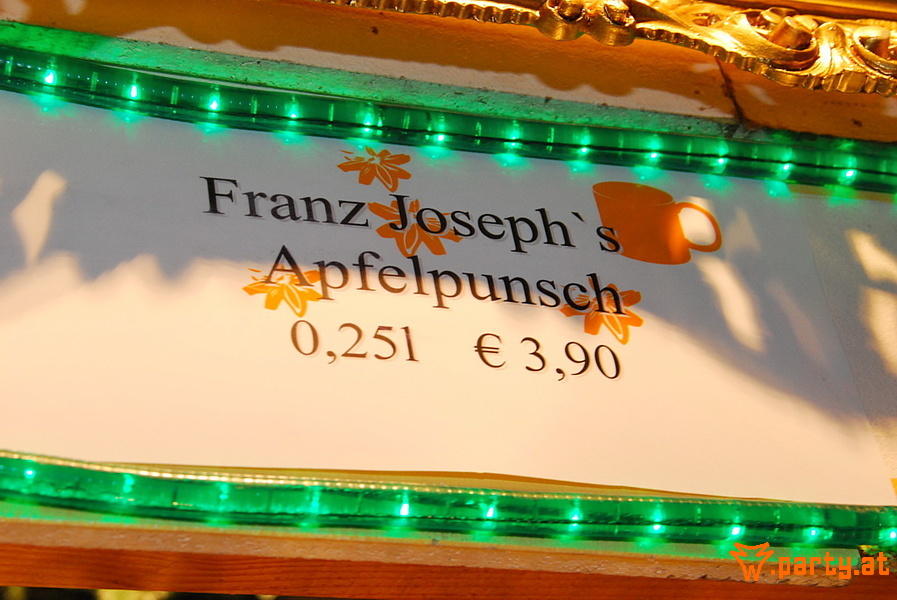 Franz Joseph`s
Apfelpunsch
0,25l € 3,90
w.party.at